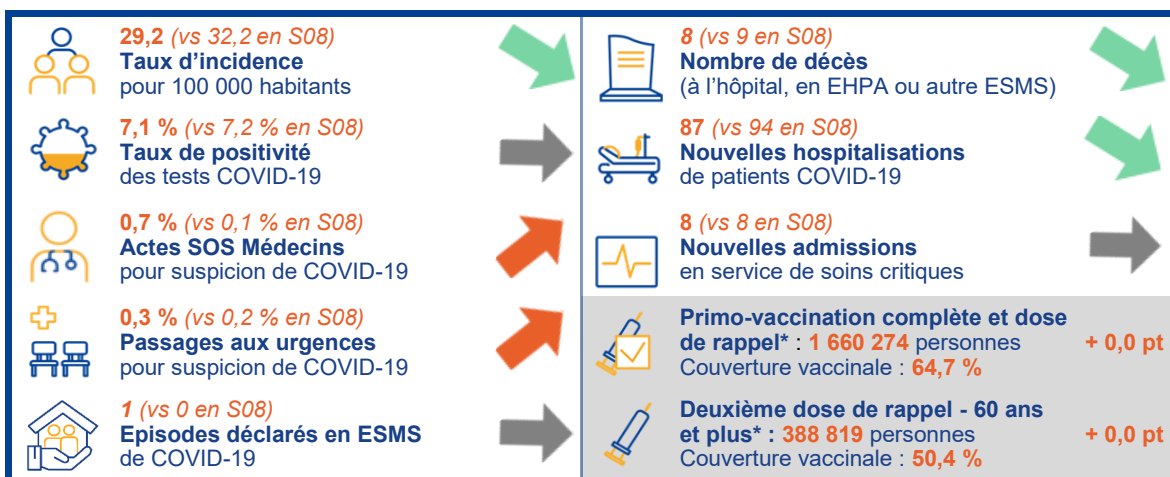 29,2 (vs 32,2 en S08)
Taux d'incidence
pour 100 000 habitants
7,1 % (vs 7,2 % en S08)
Taux de positivité
des tests COVID-19
0,7 % (vs 0,1 % en S08)
Actes SOS Médecins
pour suspicion de COVID-19
0,3 % (vs 0,2 % en S08)
Passages aux urgences
pour suspicion de COVID-19
1 (vs 0 en S08)
Episodes déclarés en ESMS
de COVID-19
8 (vs 9 en S08)
Nombre de décès
(à l'hôpital, en EHPA ou autre ESMS)
87 (vs 94 en S08)
Nouvelles hospitalisations
de patients COVID-19
8 (vs 8 en S08)
Nouvelles admissions
en service de soins critiques
Primo-vaccination complète et dose
de rappel* : 1 660 274 personnes + 0,0 pt
Couverture vaccinale : 64,7 %
Deuxième dose de rappel - 60 ans
et plus* : 388 819 personnes + 0,0 pt
Couverture vaccinale : 50,4 %